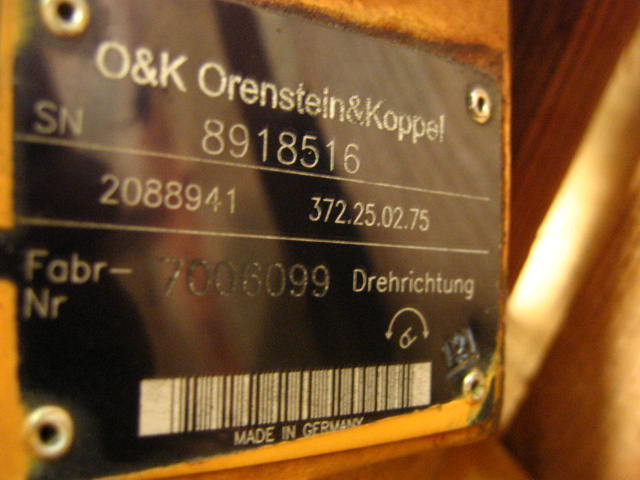 O&K Orenstein&Koppel
SN 8918516
2088941 372.25.02.75
Fabr- 7006099 Drehrichtung
Nr
121
MADE IN GERMANY